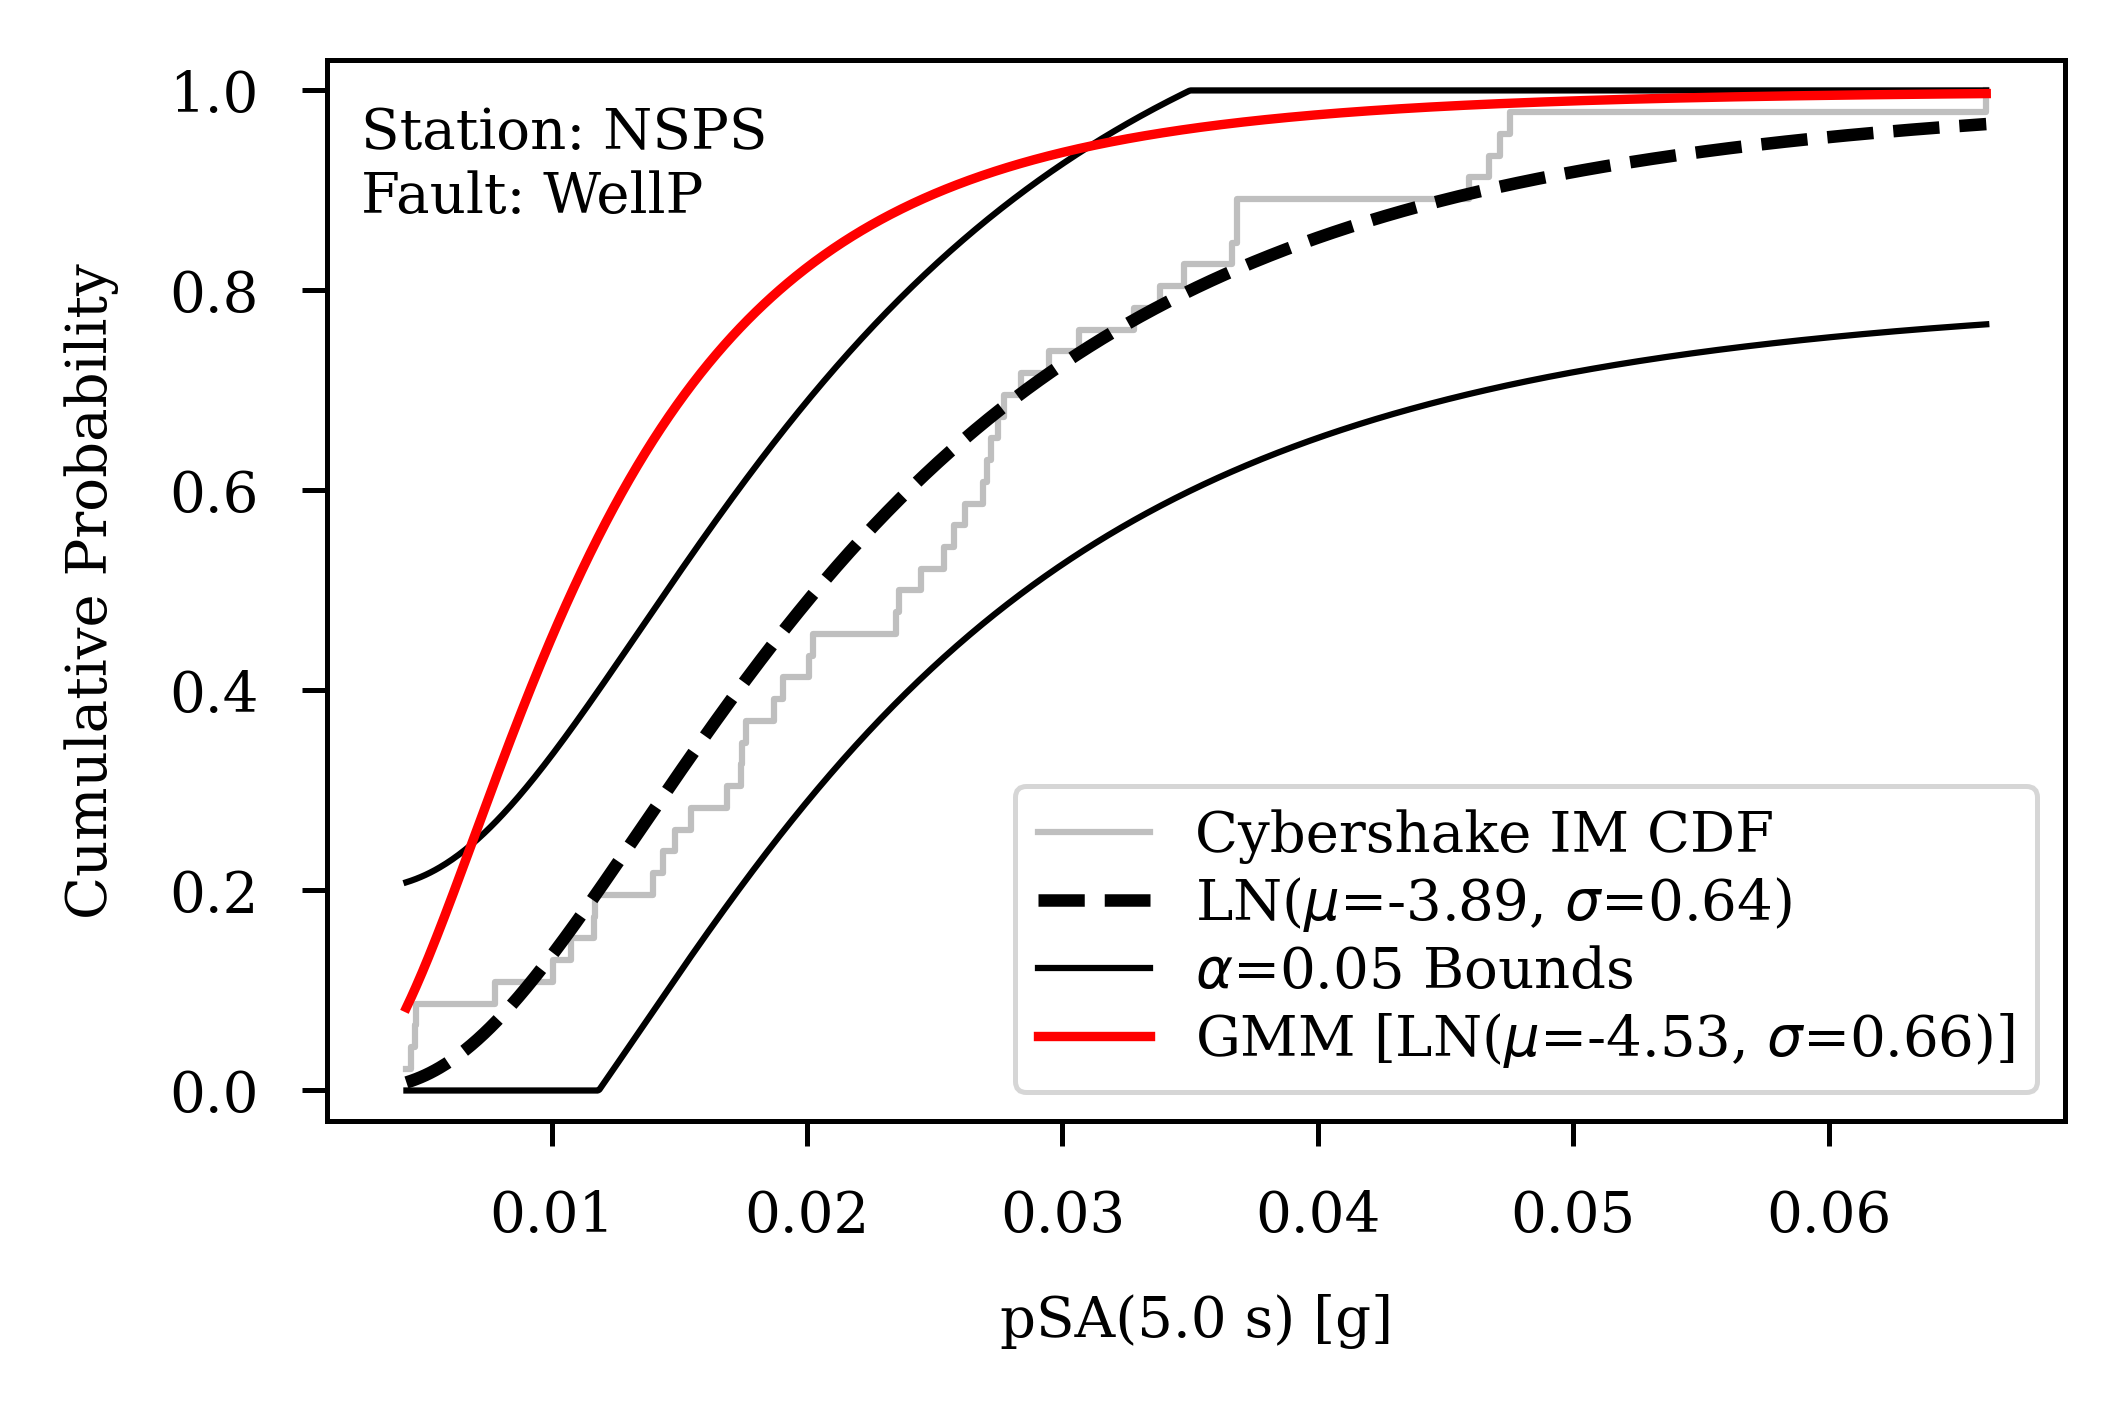 Station: NSPS
Fault: WellP
Cumulative Probability
1.0
0.8
0.6
0.4
0.2
0.0
Cybershake IM CDF
LN(μ=-3.89, σ=0.64)
α=0.05 Bounds
GMM [LN(μ=-4.53, σ=0.66)]
0.01 0.02 0.03 0.04 0.05 0.06
pSA(5.0 s) [g]